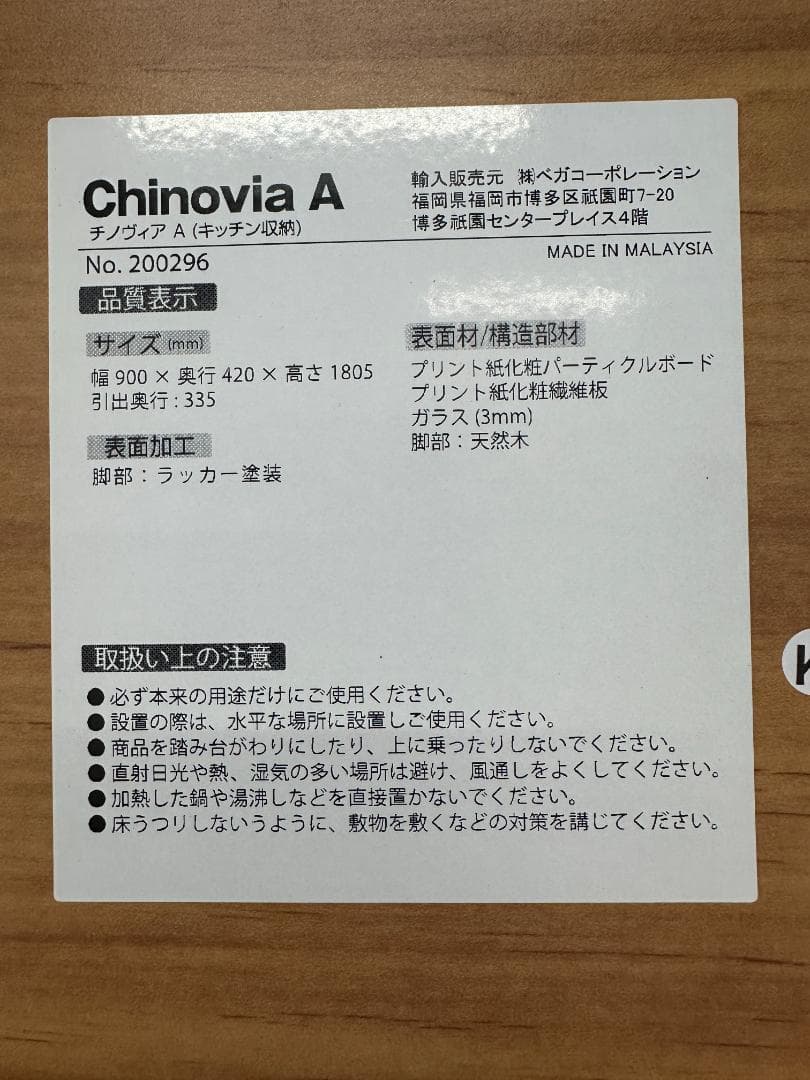 Chinovia A
チノヴィア A (キッチン収納)
輸入販売元 ㈱ベガコーポレーション
福岡県福岡市博多区祇園町7-20
博多祇園センタープレイス4階
No. 200296
MADE IN MALAYSIA
品質表示
サイズ (mm)
幅 900 × 奥行 420 × 高さ 1805
引出奥行 : 335
表面加工
脚部 : ラッカー塗装
表面材/構造部材
プリント紙化粧パーティクルボード
プリント紙化粧繊維板
ガラス (3mm)
脚部 : 天然木
取扱い上の注意
● 必ず本来の用途だけにご使用ください。
● 設置の際は、水平な場所に設置しご使用ください。
● 商品を踏み台がわりにしたり、上に乗ったりしないでください。
● 直射日光や熱、湿気の多い場所は避け、風通しをよくしてください。
● 加熱した鍋や湯沸しなどを直接置かないでください。
● 床うつりしないうように、敷物を敷くなどの対策を講じてください。